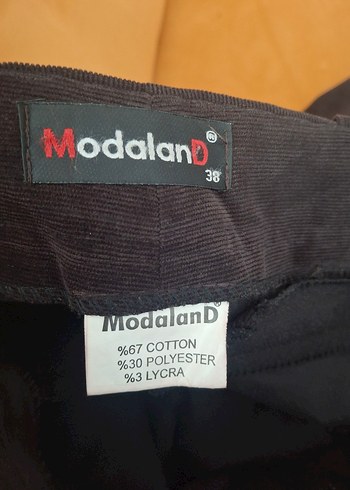 ModalanD®
38
ModalanD®
%67 COTTON
%30 POLYESTER
%3 LYCRA